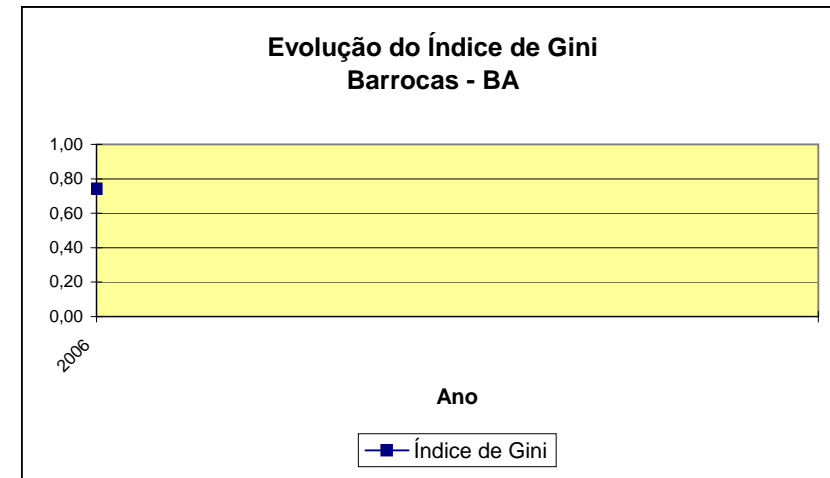 Evolução do Índice de Gini
Barrocas - BA
1,00
0,80
0,60
0,40
0,20
0,00
2006
Ano
Índice de Gini